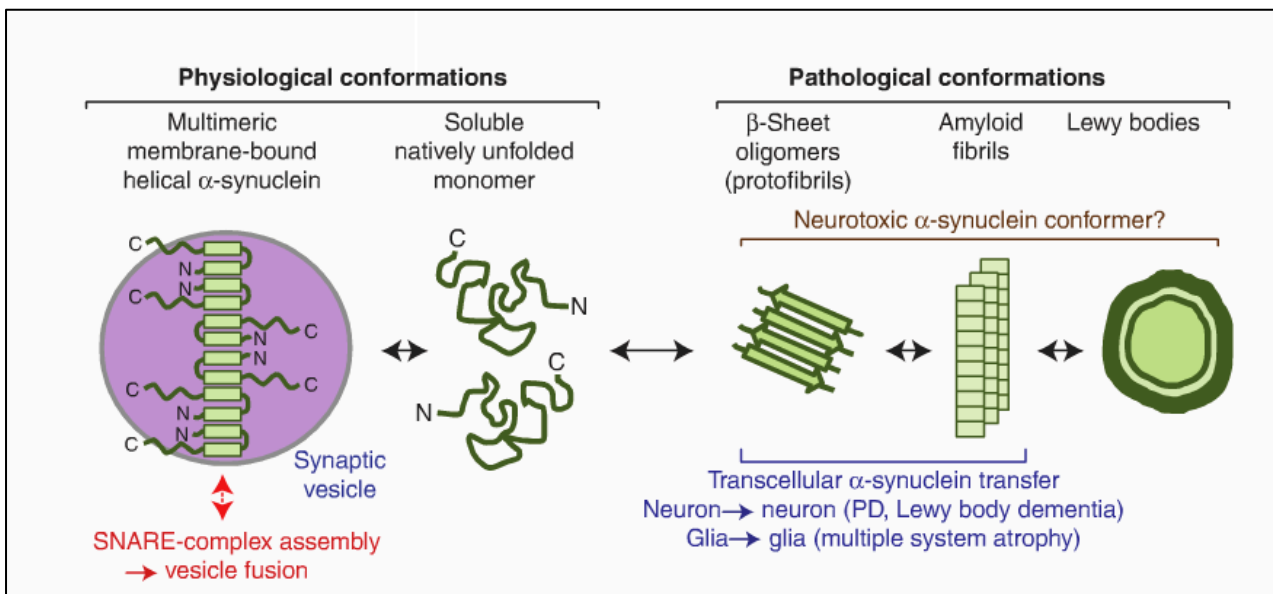 Physiological conformations
Pathological conformations
Multimeric
membrane-bound
helical α-synuclein
Soluble
natively unfolded
monomer
β-Sheet
oligomers
(protofibrils)
Amyloid
fibrils
Lewy bodies
Neurotoxic α-synuclein conformer?
C
N
N
C
C
N
N
C
C
N
N
C
C
N
C
N
Synaptic
vesicle
SNARE-complex assembly
→ vesicle fusion
Transcellular α-synuclein transfer
Neuron→ neuron (PD, Lewy body dementia)
Glia→ glia (multiple system atrophy)